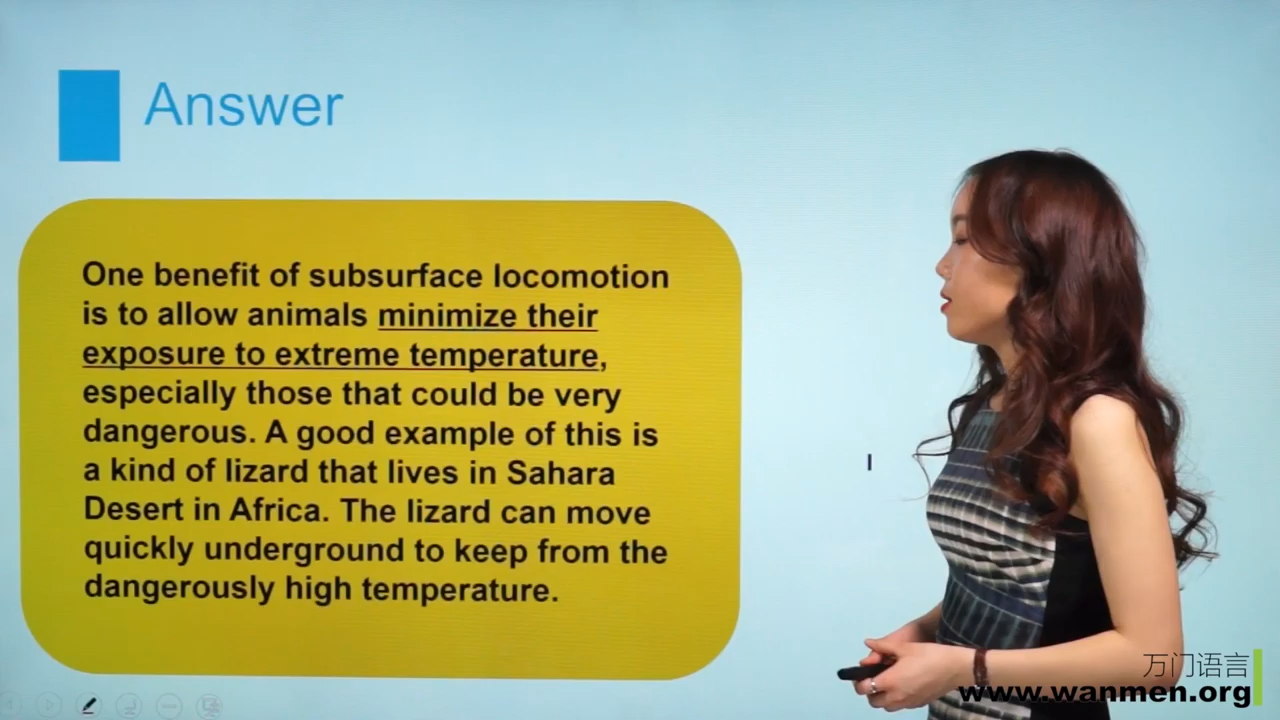 Answer
One benefit of subsurface locomotion
is to allow animals minimize their
exposure to extreme temperature,
especially those that could be very
dangerous. A good example of this is
a kind of lizard that lives in Sahara
Desert in Africa. The lizard can move
quickly underground to keep from the
dangerously high temperature.
万门语言
www.wanmen.org